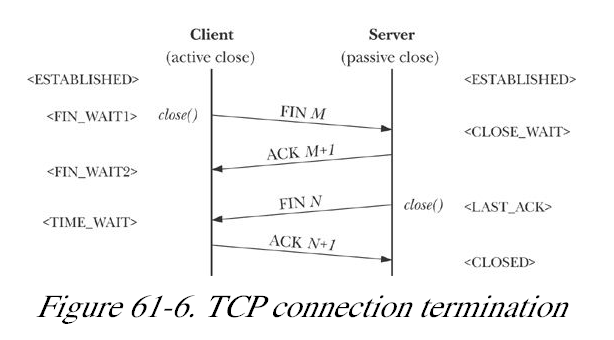 Client Server
(active close) (passive close)
<ESTABLISHED> <ESTABLISHED>
<FIN_WAIT1> close() FIN M
<CLOSE_WAIT>
ACK M+1
<FIN_WAIT2>
FIN N close() <LAST_ACK>
<TIME_WAIT>
ACK N+1
<CLOSED>
Figure 61-6. TCP connection termination